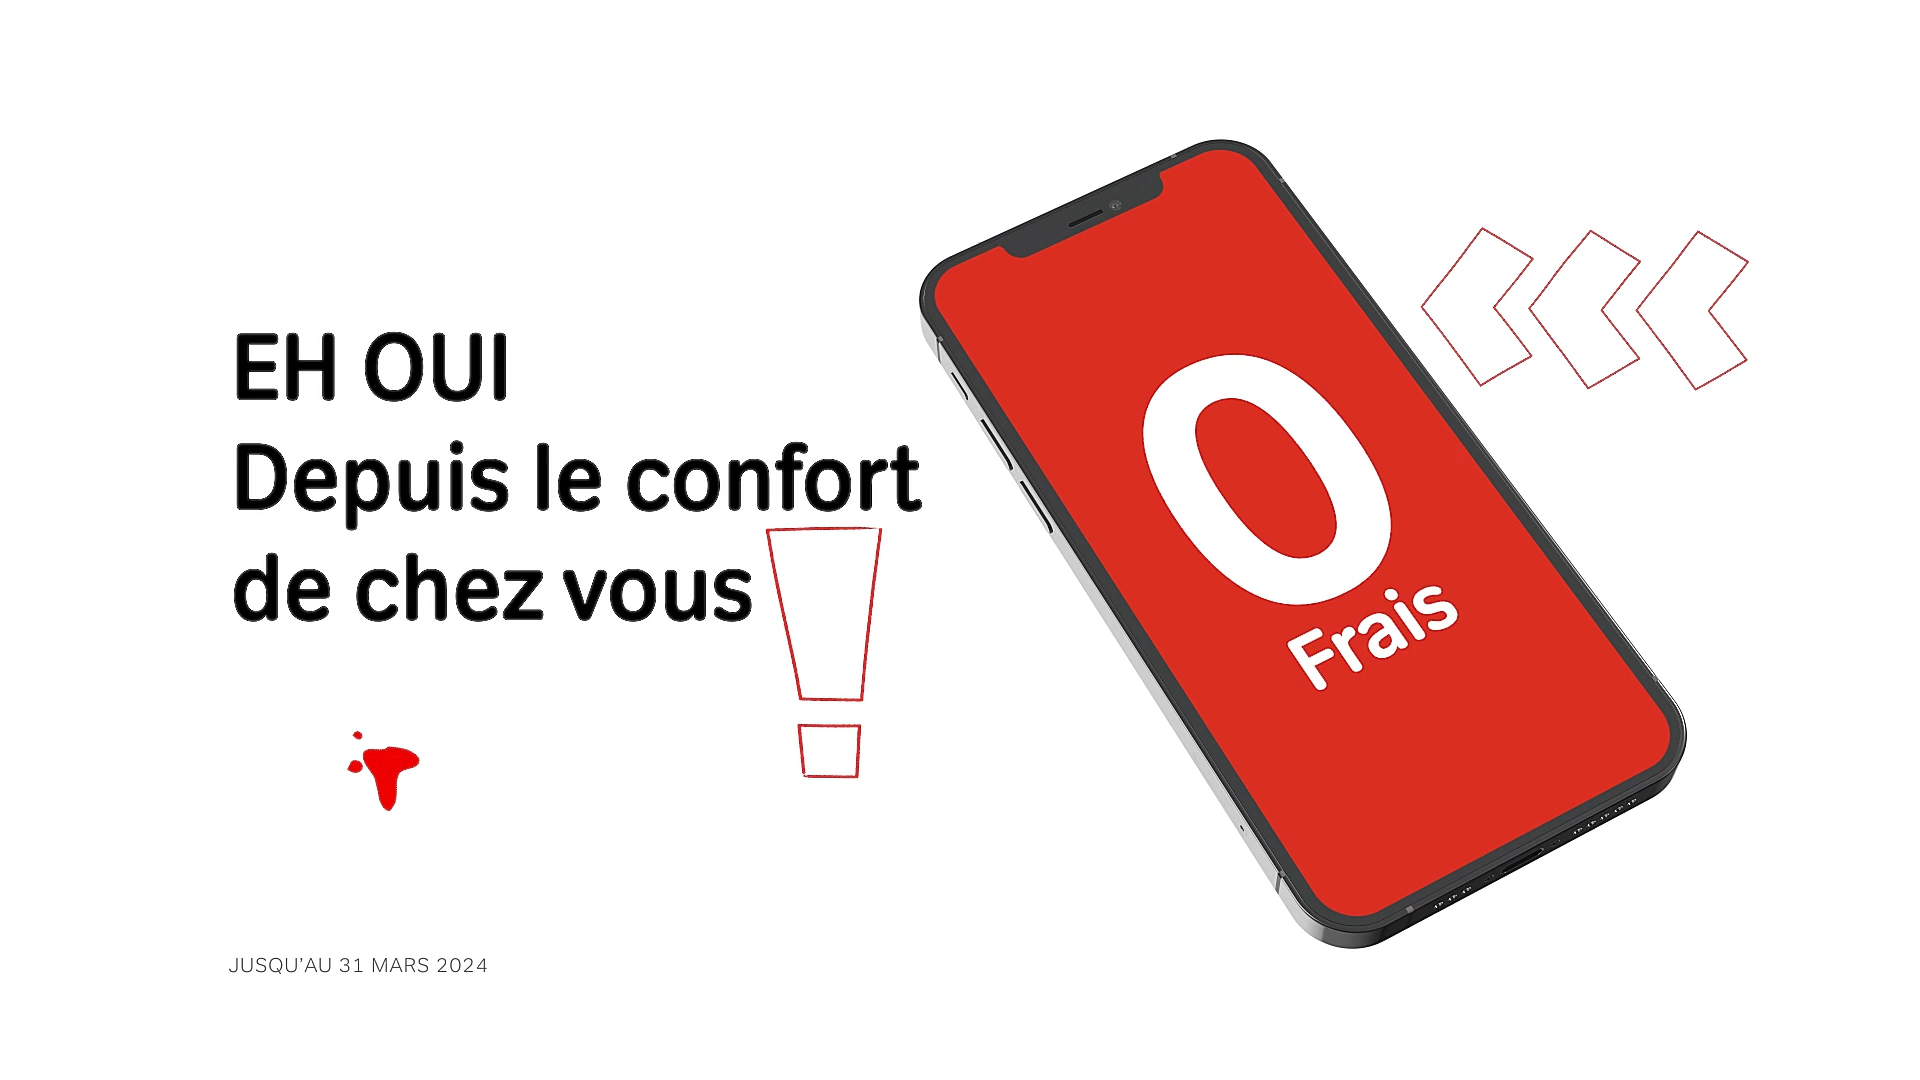 EH OUI
Depuis le confort
de chez vous
!
0
Frais
JUSQU'AU 31 MARS 2024